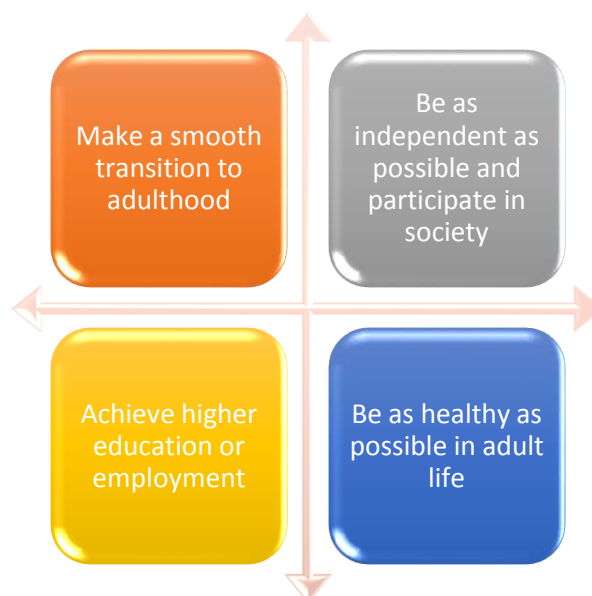 Make a smooth
transition to
adulthood
Be as
independent as
possible and
participate in
society
Achieve higher
education or
employment
Be as healthy as
possible in adult
life